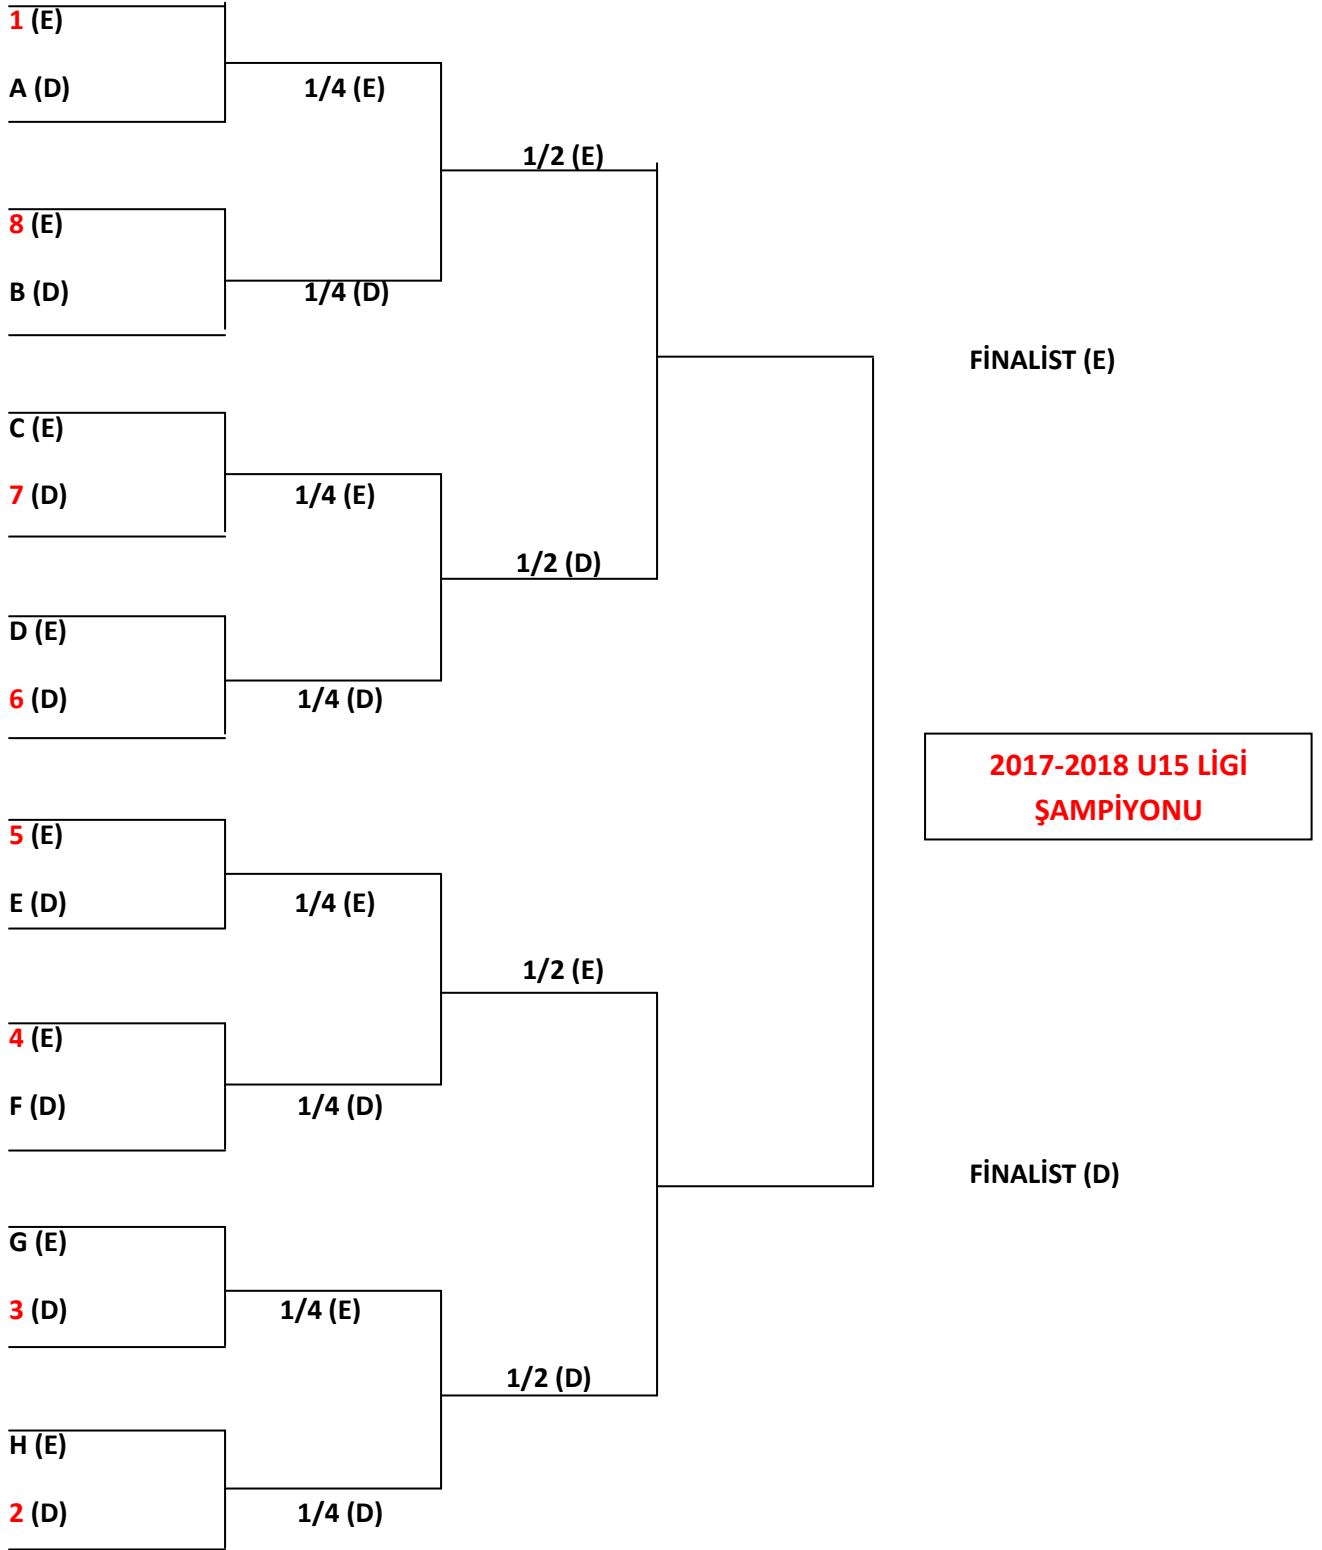 1 (E)
A (D)
1/4 (E)
1/2 (E)
8 (E)
B (D)
1/4 (D)
FİNALİST (E)
C (E)
7 (D)
1/4 (E)
1/2 (D)
D (E)
6 (D)
1/4 (D)
2017-2018 U15 LİGİ
ŞAMPİYONU
5 (E)
E (D)
1/4 (E)
1/2 (E)
4 (E)
F (D)
1/4 (D)
FİNALİST (D)
G (E)
3 (D)
1/4 (E)
1/2 (D)
H (E)
2 (D)
1/4 (D)